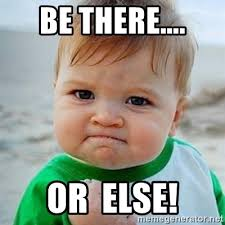 BE THERE....
OR ELSE!
memegenerator.net